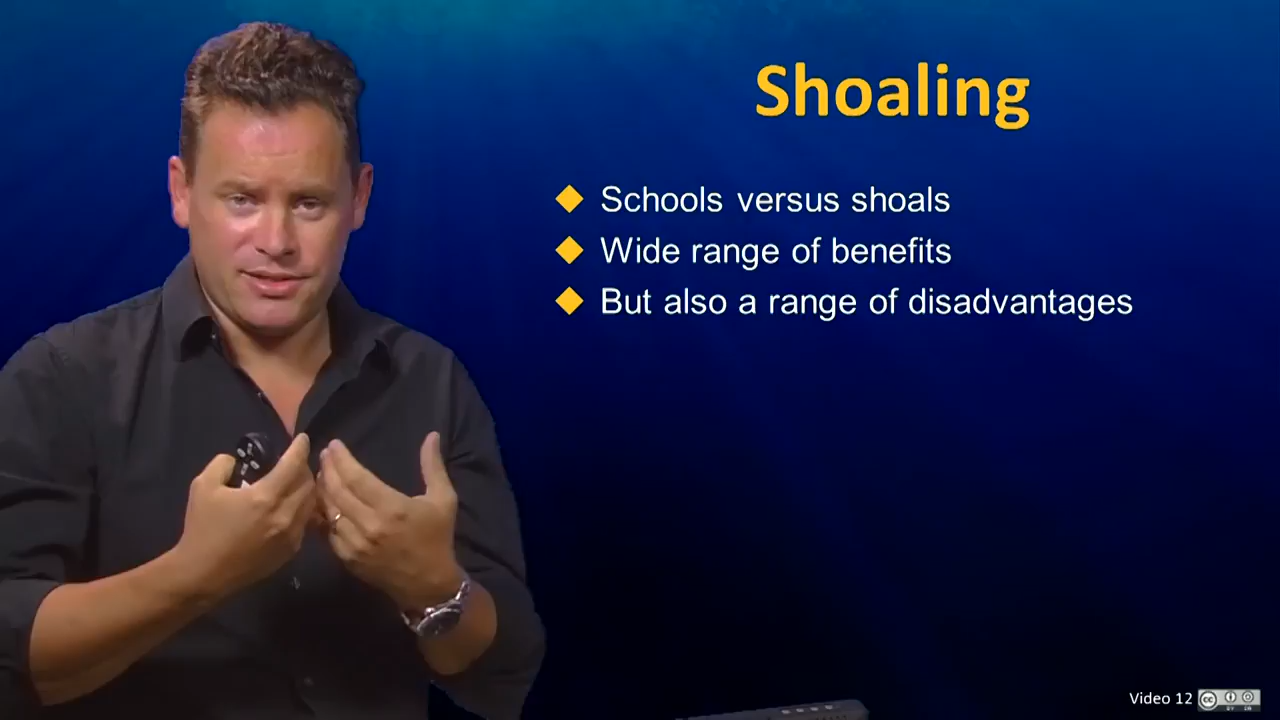 Shoaling
Schools versus shoals
Wide range of benefits
But also a range of disadvantages
Video 12